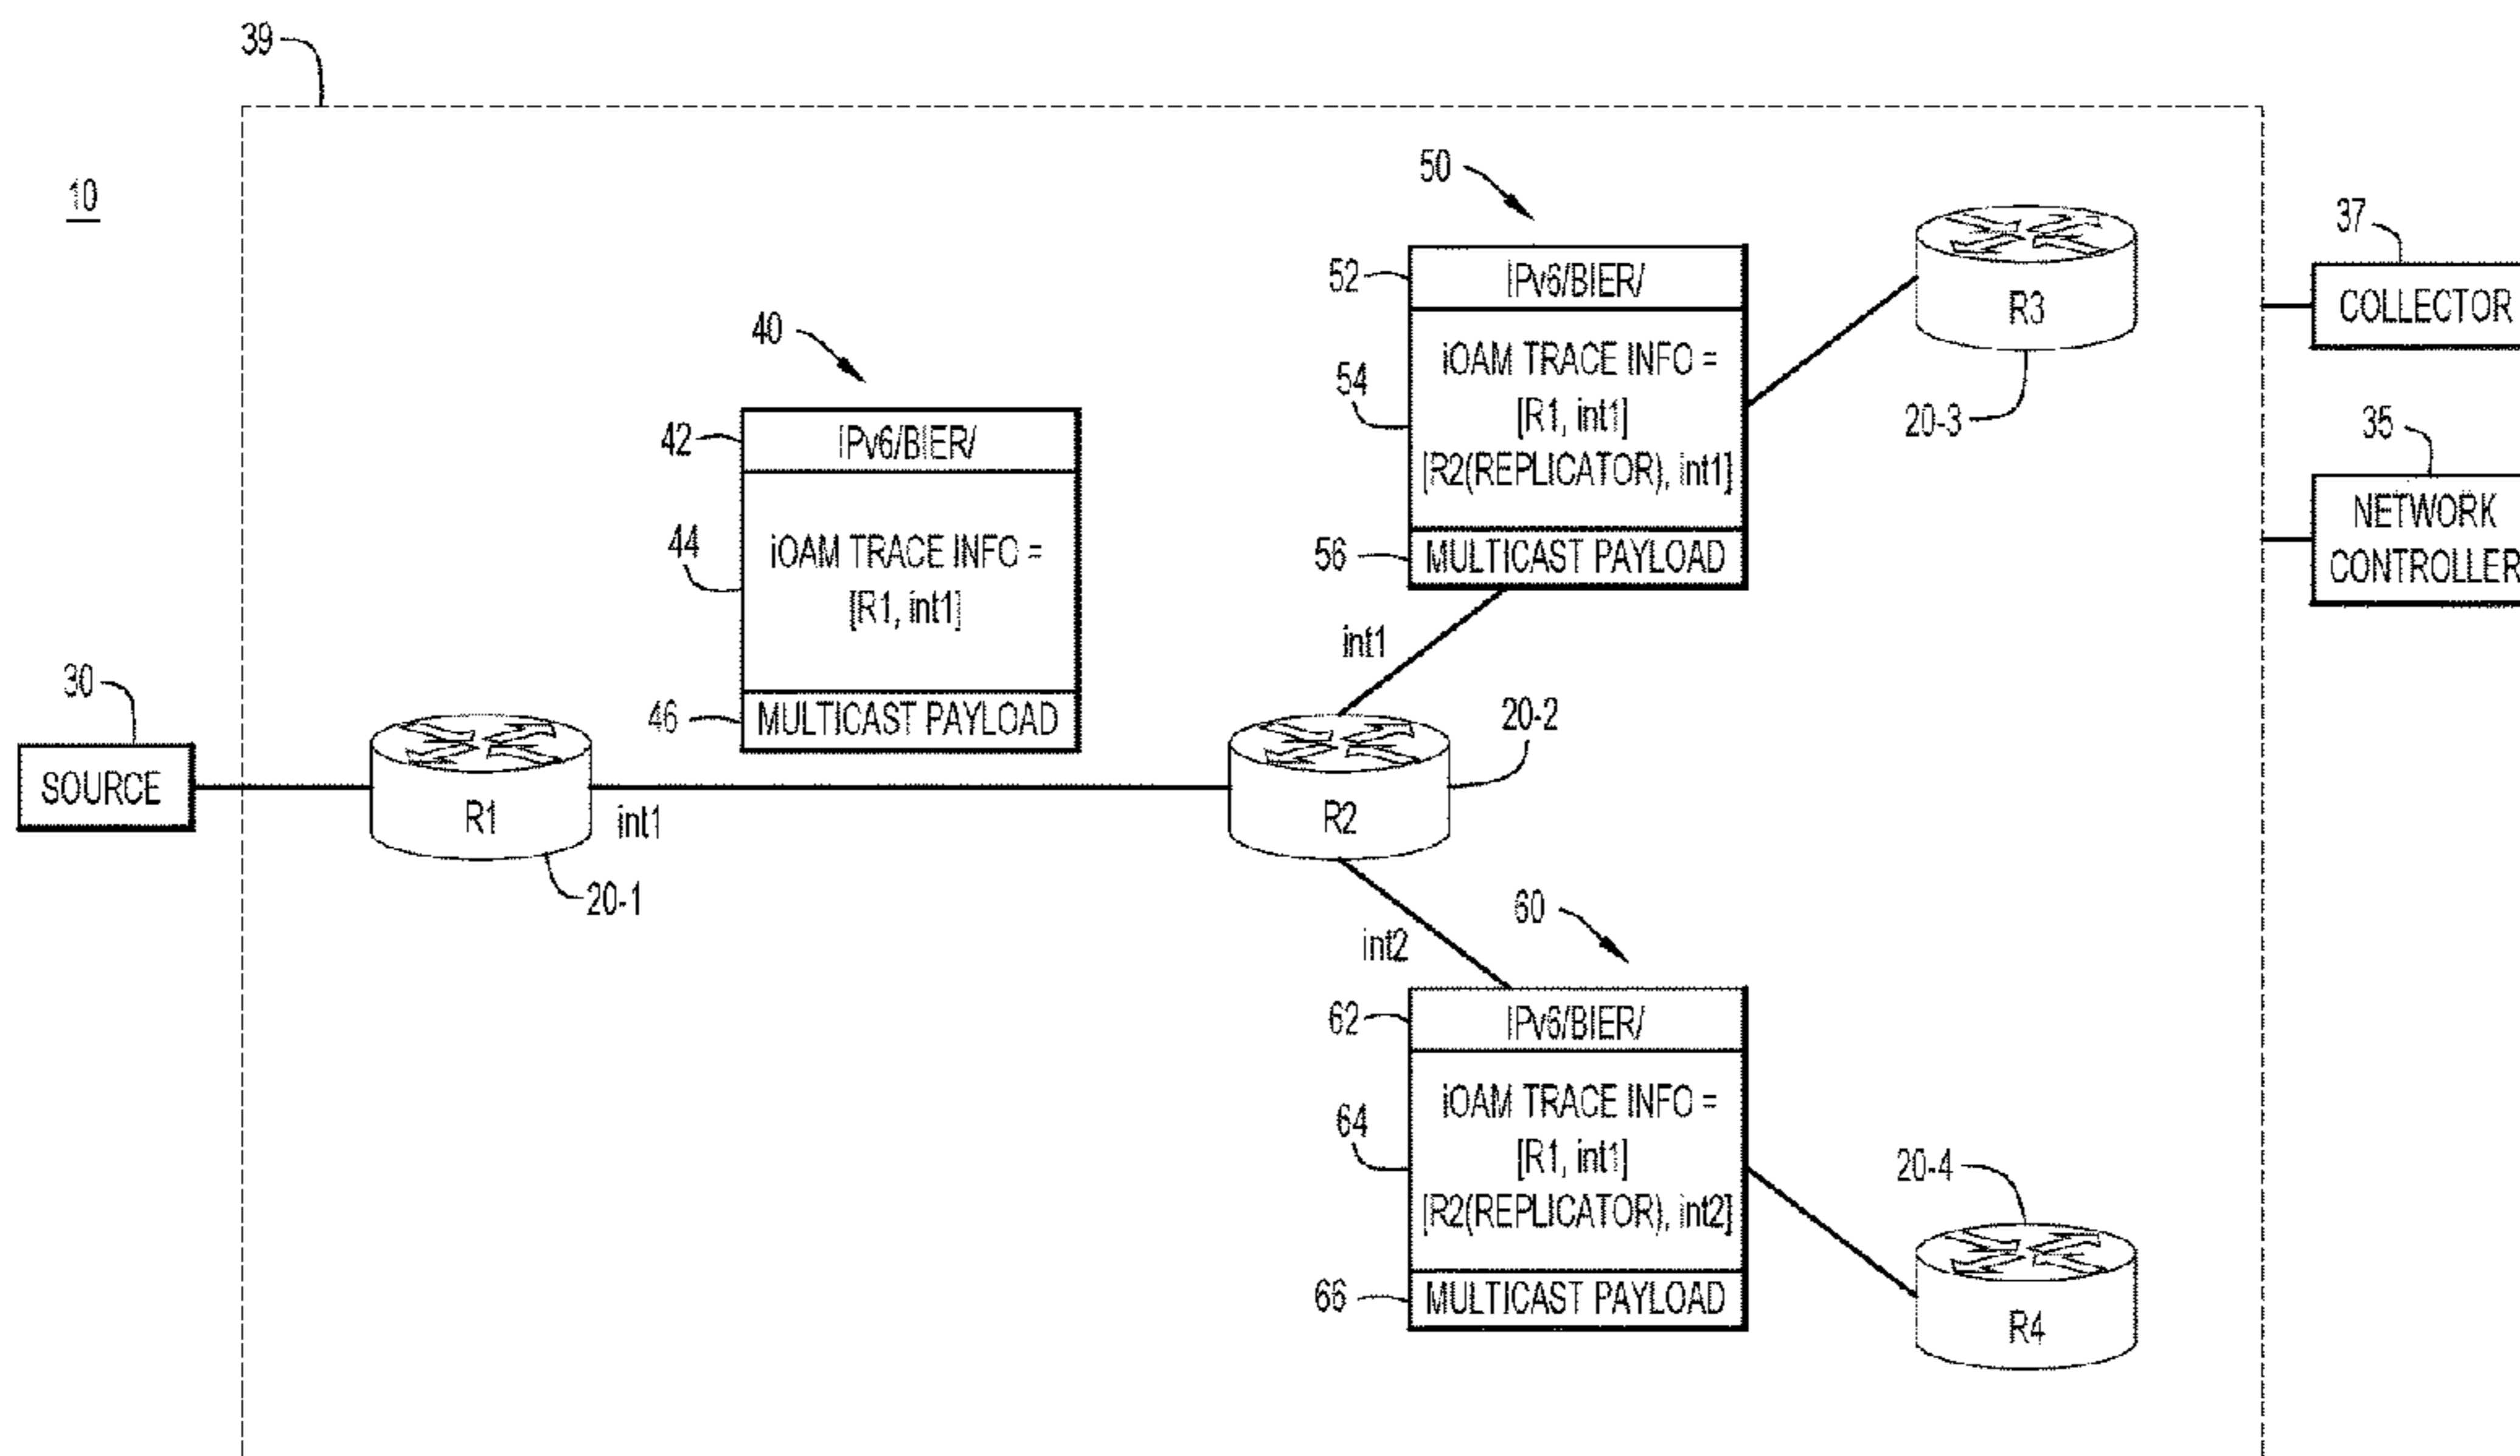 39
10
50
37
52
IPv6/BIER/
COLLECTOR
R3
40
iOAM TRACE INFO =
54
[R1, int1]
20-3
35
42
IPv6/BIER/
[R2(REPLICATOR), int1]
NETWORK
CONTROLLER
44
iOAM TRACE INFO =
[R1, int1]
56
MULTICAST PAYLOAD
int1
30
46
MULTICAST PAYLOAD
20-2
SOURCE
R1
int1
R2
20-1
60
int2
62
IPv6/BIER/
64
iOAM TRACE INFO =
[R1, int1]
[R2(REPLICATOR), int2]
20-4
66
MULTICAST PAYLOAD
R4